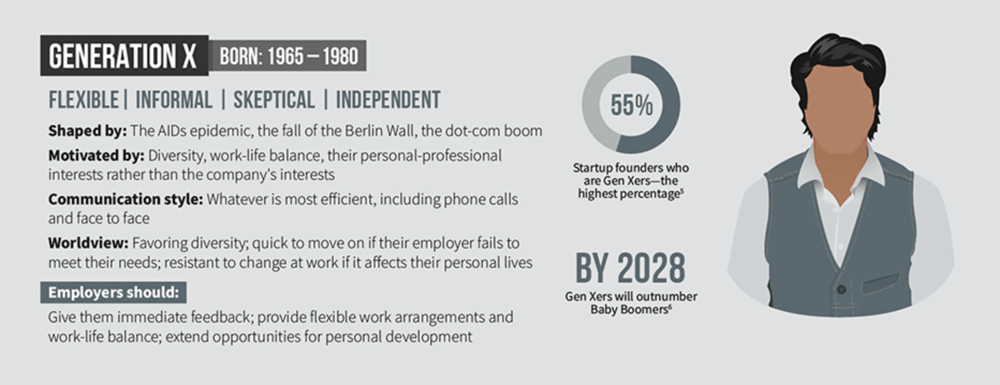 GENERATION X BORN: 1965 – 1980
FLEXIBLE | INFORMAL | SKEPTICAL | INDEPENDENT
Shaped by: The AIDs epidemic, the fall of the Berlin Wall, the dot-com boom
Motivated by: Diversity, work-life balance, their personal-professional
interests rather than the company's interests
Communication style: Whatever is most efficient, including phone calls
and face to face
Worldview: Favoring diversity; quick to move on if their employer fails to
meet their needs; resistant to change at work if it affects their personal lives
Employers should:
Give them immediate feedback; provide flexible work arrangements and
work-life balance; extend opportunities for personal development
55%
Startup founders who
are Gen Xers—the
highest percentage⁵
BY 2028
Gen Xers will outnumber
Baby Boomers⁶